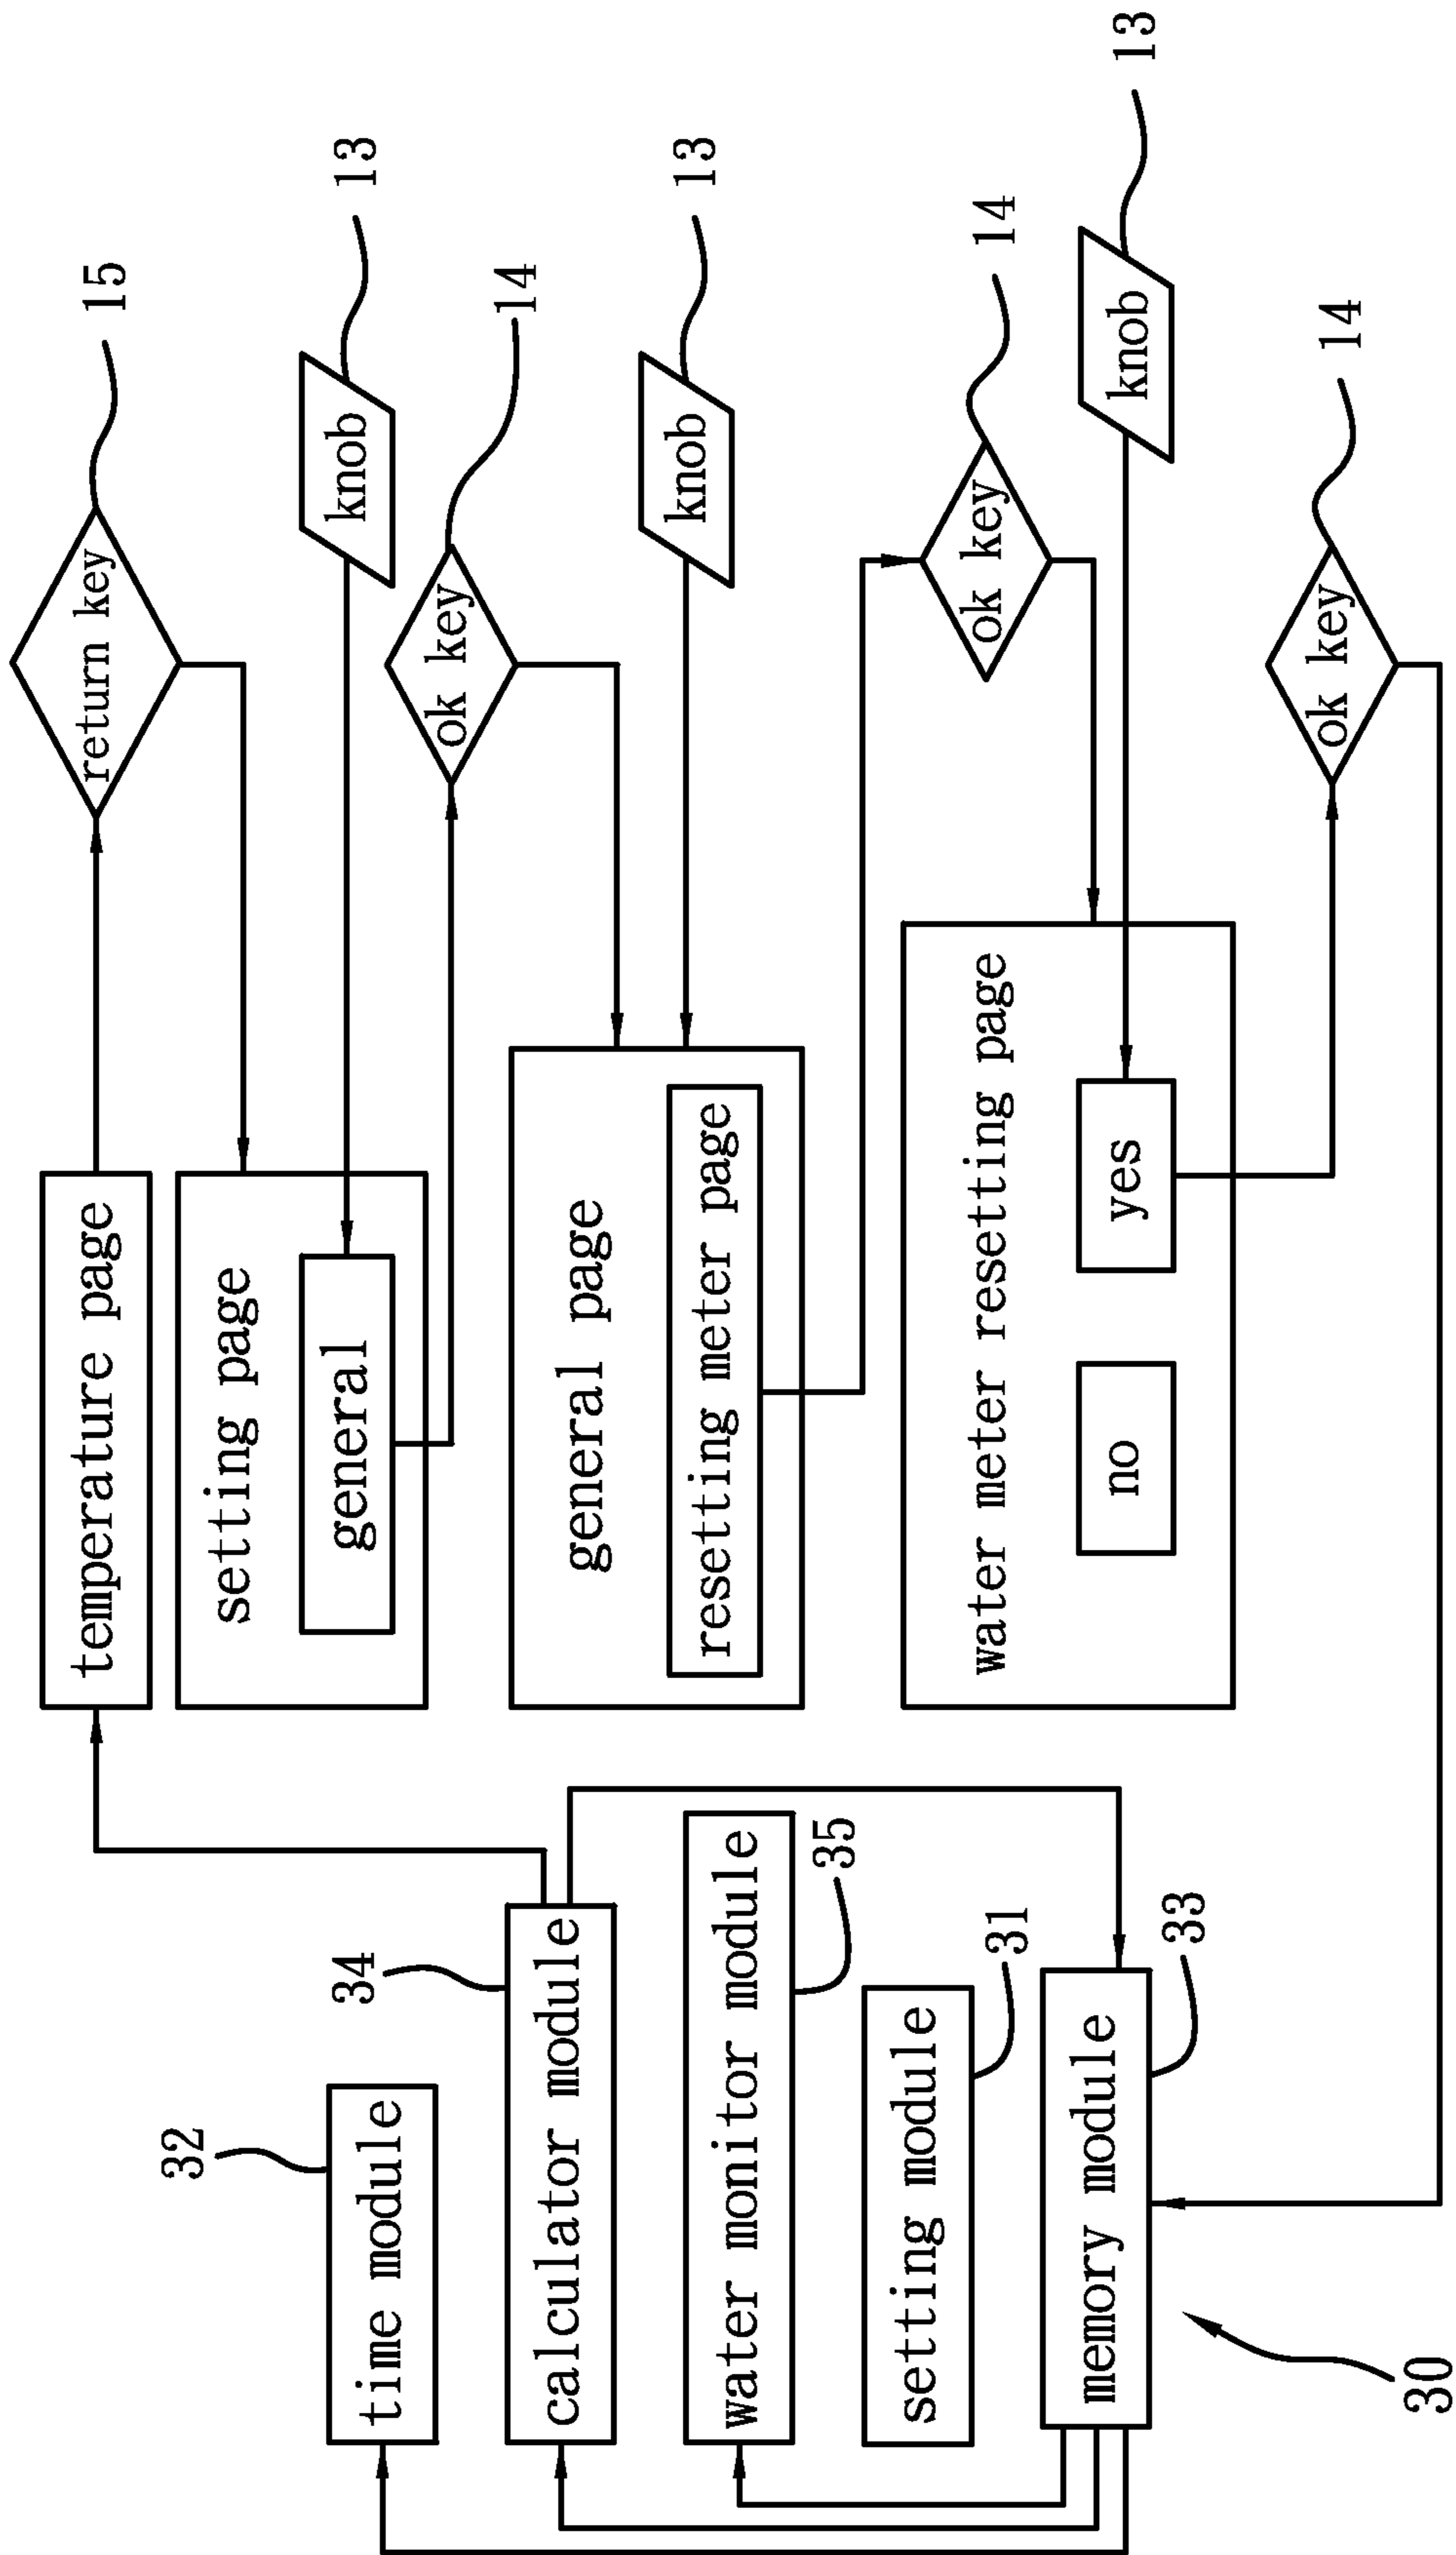 32
time module
34
calculator module
water monitor module
35
setting module
31
memory module
33
30
temperature page
return key
15
setting page
general
knob
13
ok key
14
general page
resetting meter page
knob
13
ok key
14
water meter resetting page
no
yes
knob
13
ok key
14